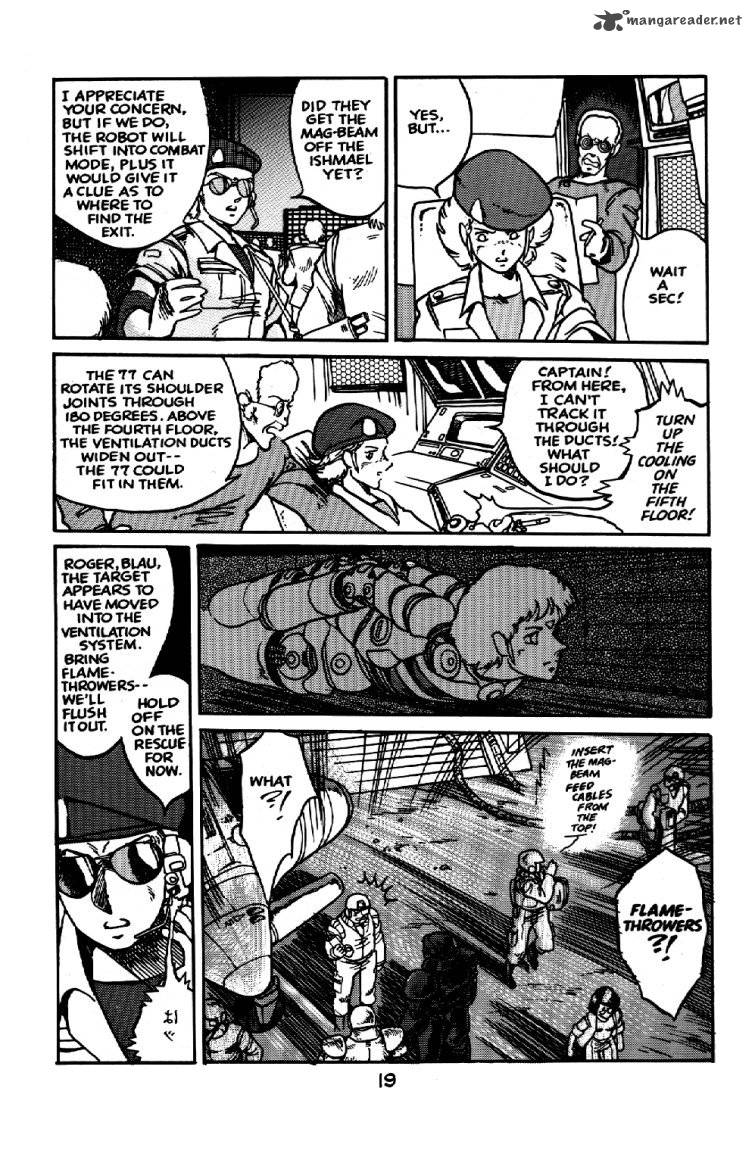 mangareader.net
I APPRECIATE
YOUR CONCERN,
BUT IF WE DO,
THE ROBOT WILL
SHIFT INTO COMBAT
MODE, PLUS IT
WOULD GIVE IT
A CLUE AS TO
WHERE TO
FIND THE
EXIT.
DID THEY
GET THE
MAG-BEAM
OFF THE
ISHMAEL
YET?
YES,
BUT...
WAIT
A
SEC!
THE '77 CAN
ROTATE ITS SHOULDER
JOINTS THROUGH
180 DEGREES. ABOVE
THE FOURTH FLOOR,
THE VENTILATION DUCTS
WIDEN OUT--
THE 77 COULD
FIT IN THEM.
CAPTAIN!
FROM HERE,
I CAN'T
TRACK IT
THROUGH
THE DUCTS!
WHAT
SHOULD
I DO?
TURN
UP
THE
COOLING
ON
THE
FIFTH
FLOOR!
ROGER, BLAU,
THE TARGET
APPEARS TO
HAVE MOVED
INTO THE
VENTILATION
SYSTEM.
BRING
FLAME-
THROWERS--
WE'LL
FLUSH
IT OUT.
HOLD
OFF
ON THE
RESCUE
FOR
NOW.
WHAT
?!
INSERT
THE MAG-
BEAM
FEED
CABLES
FROM
THE
TOP!
FLAME-
THROWERS
?!
19